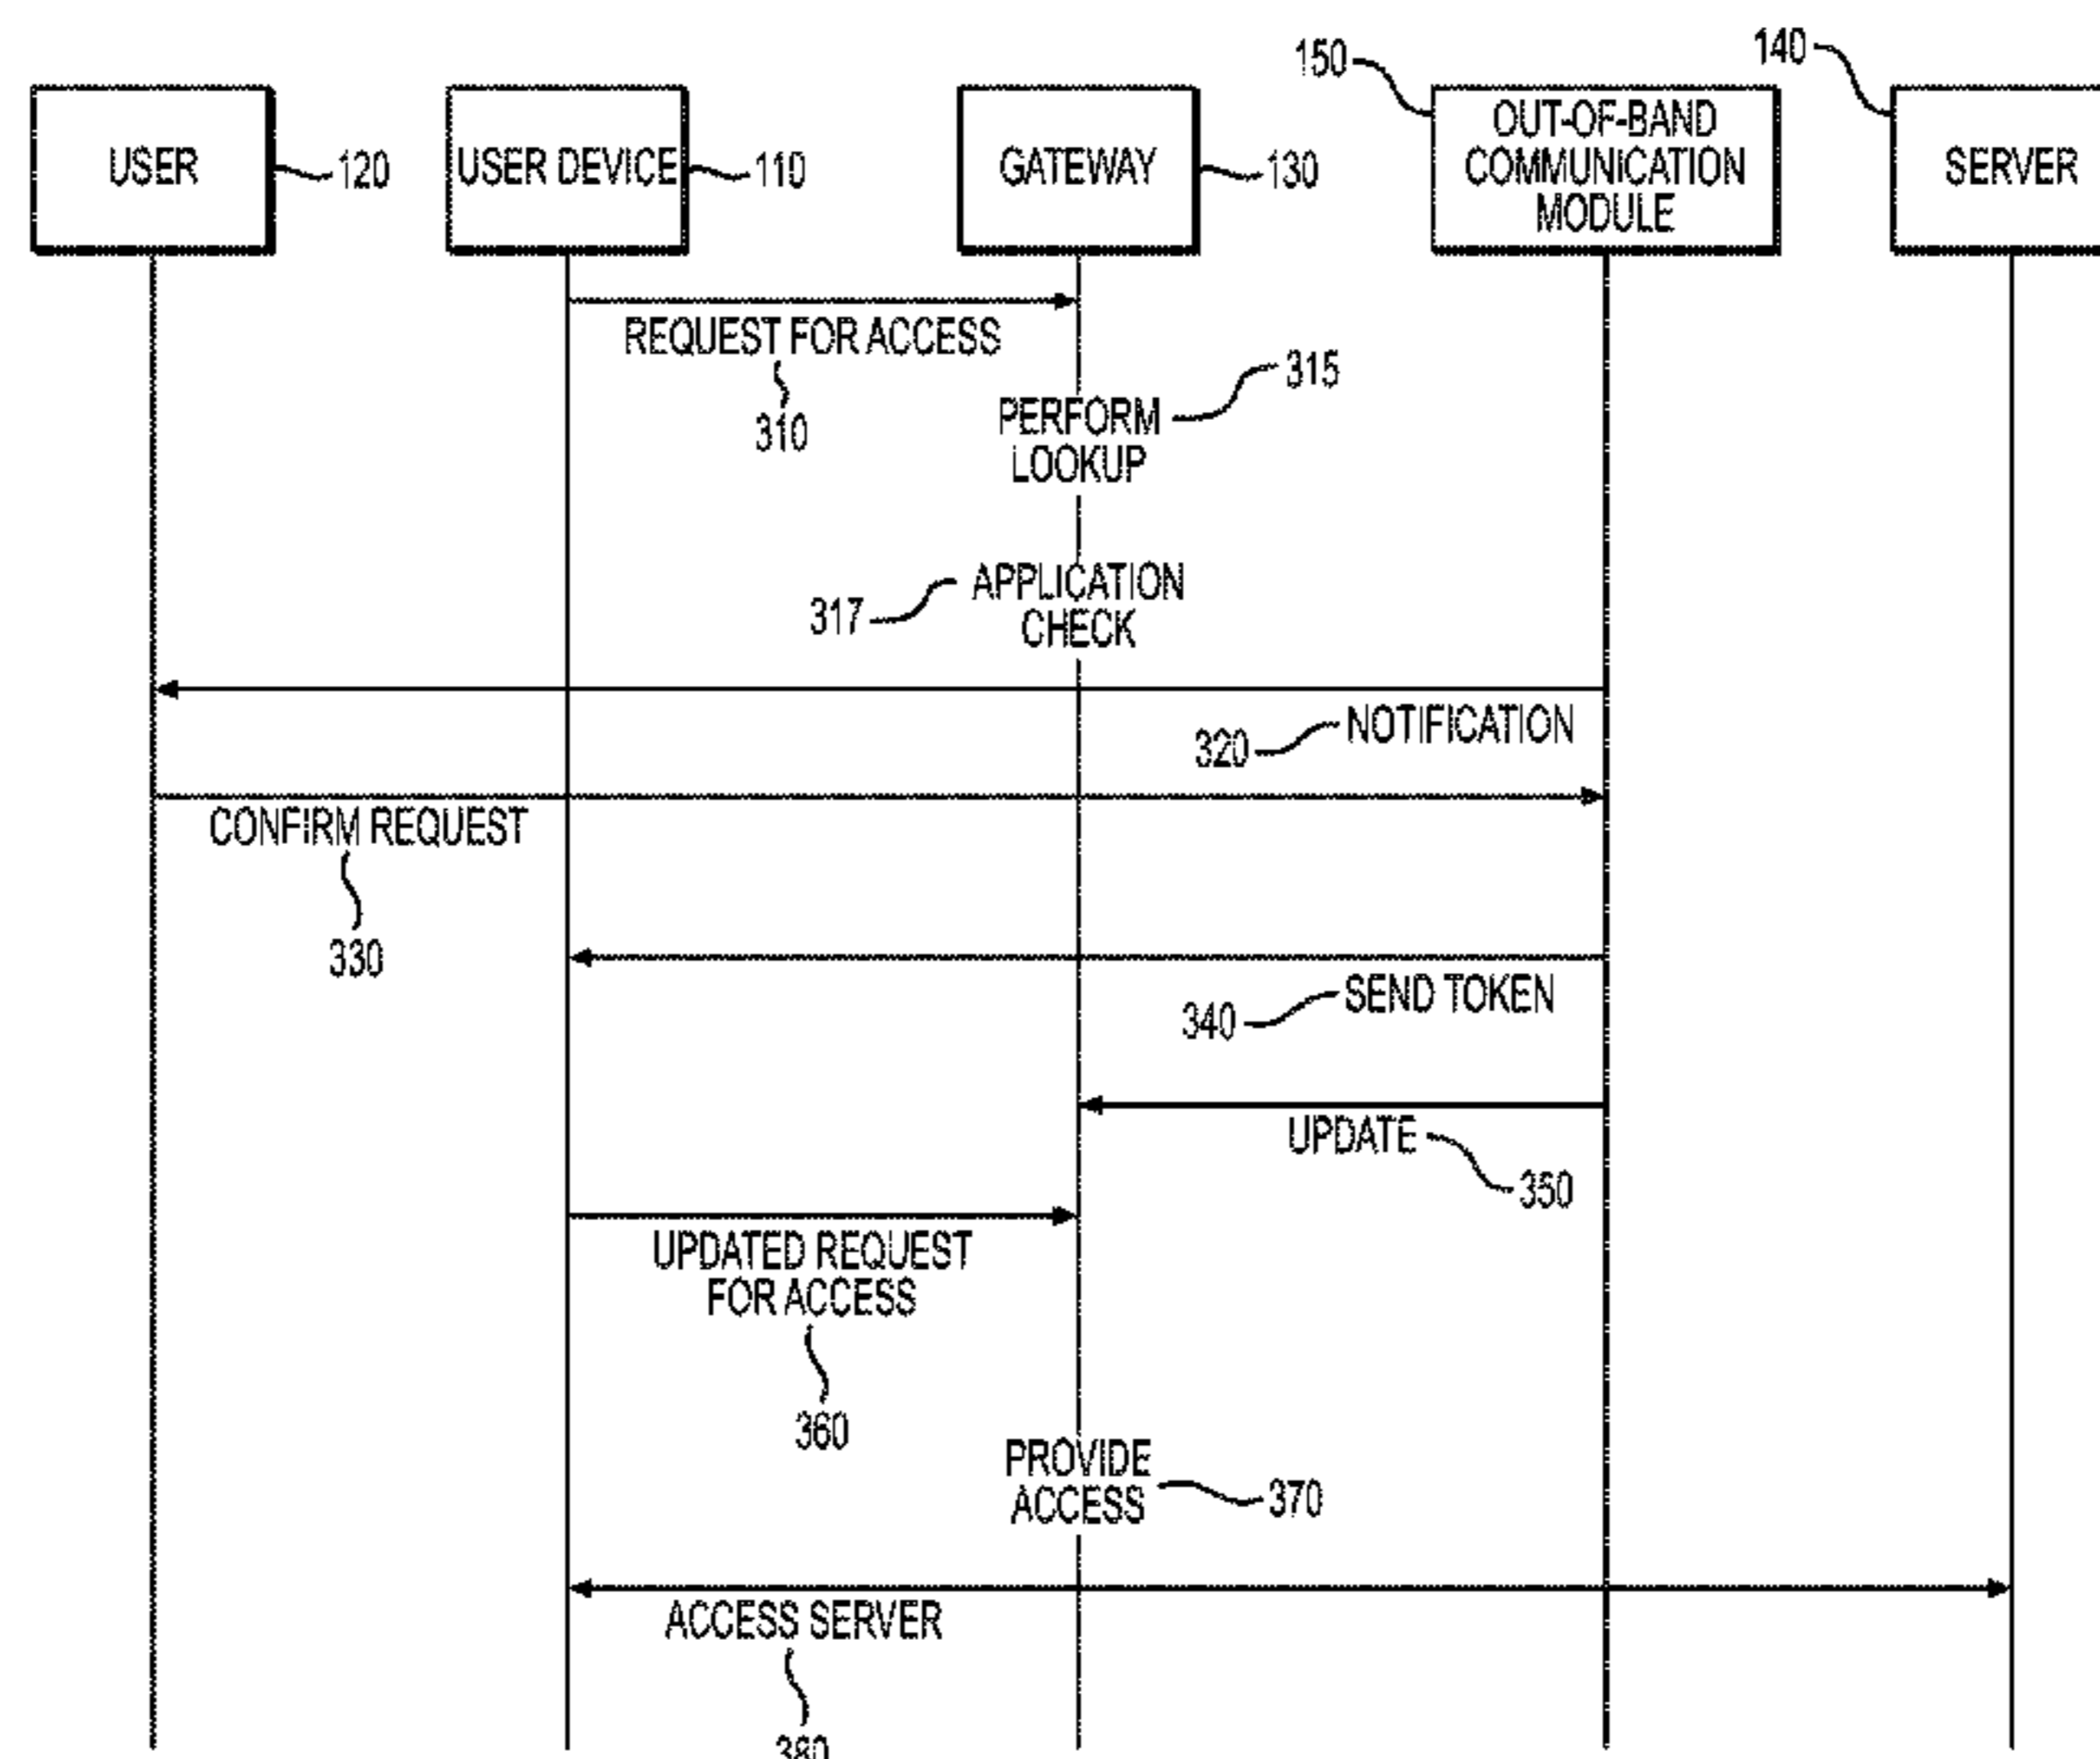 150
140
USER
120
USER DEVICE
110
GATEWAY
130
OUT-OF-BAND
COMMUNICATION
MODULE
SERVER
REQUEST FOR ACCESS
310
315
PERFORM
LOOKUP
317
APPLICATION
CHECK
320
NOTIFICATION
CONFIRM REQUEST
330
SEND TOKEN
340
UPDATE
350
UPDATED REQUEST
FOR ACCESS
360
PROVIDE
ACCESS
370
ACCESS SERVER
380